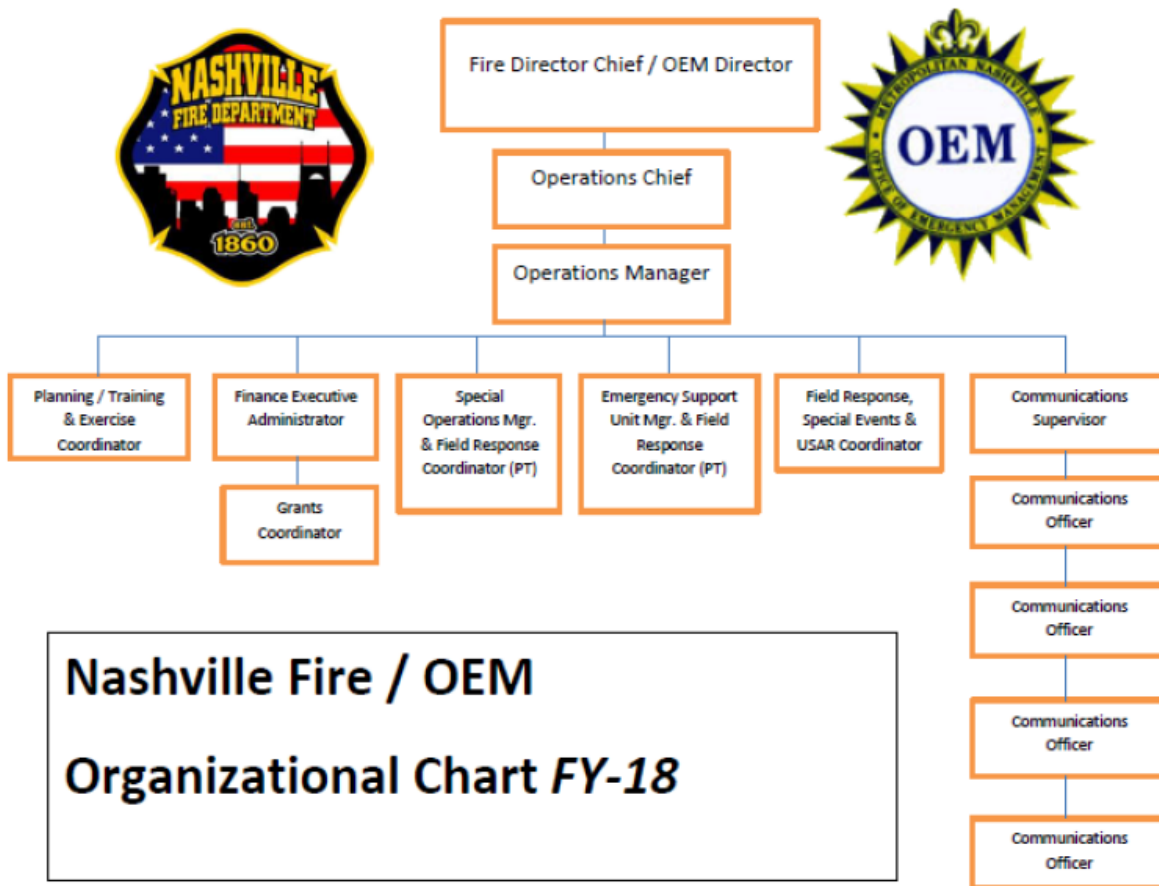 NASHVILLE
FIRE DEPARTMENT
est.
1860
Fire Director Chief / OEM Director
METROPOLITAN NASHVILLE
OEM
OFFICE OF EMERGENCY MANAGEMENT
Operations Chief
Operations Manager
Planning / Training
& Exercise
Coordinator
Finance Executive
Administrator
Special
Operations Mgr.
& Field Response
Coordinator (PT)
Emergency Support
Unit Mgr. & Field
Response
Coordinator (PT)
Field Response,
Special Events &
USAR Coordinator
Communications
Supervisor
Grants
Coordinator
Communications
Officer
Communications
Officer
Communications
Officer
Communications
Officer
Nashville Fire / OEM
Organizational Chart FY-18